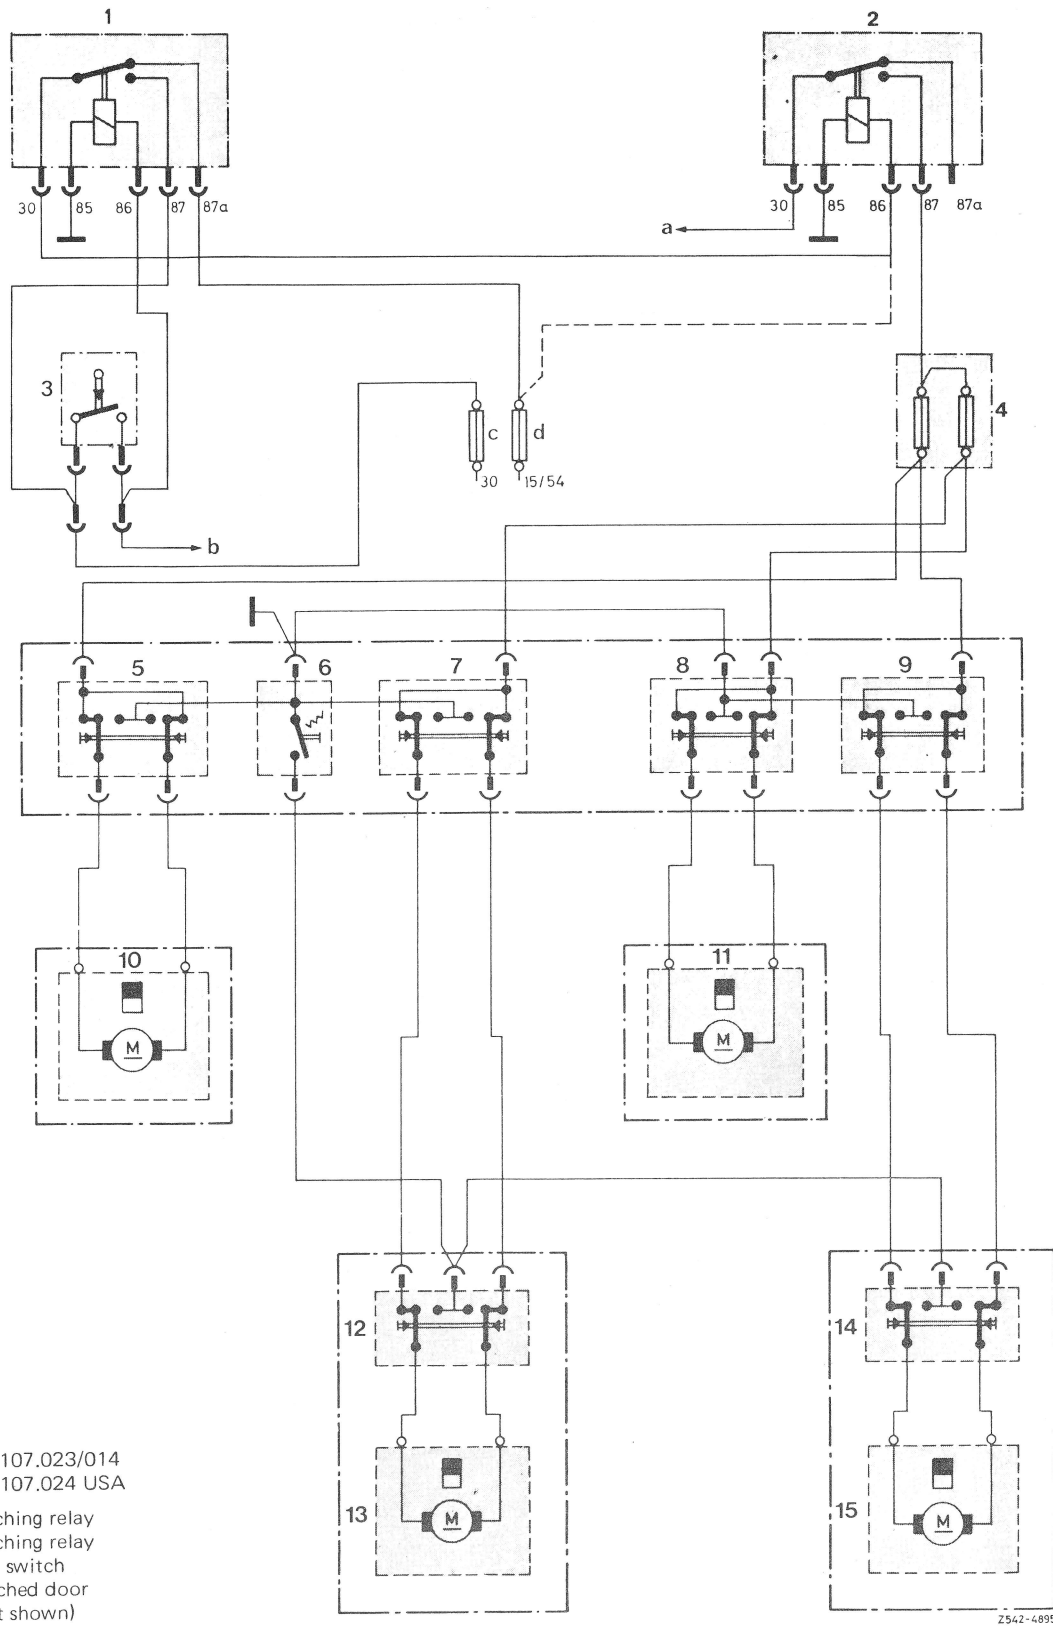 1
2
30 85 86 87 87a
30 85 86 87 87a
a
3
4
c d
30 15/54
b
5 6 7 8 9
10 11
M M
12 14
107.023/014
107.024 USA
13 15
M M
ching relay
ching relay
switch
ched door
t shown)
Z542-4895